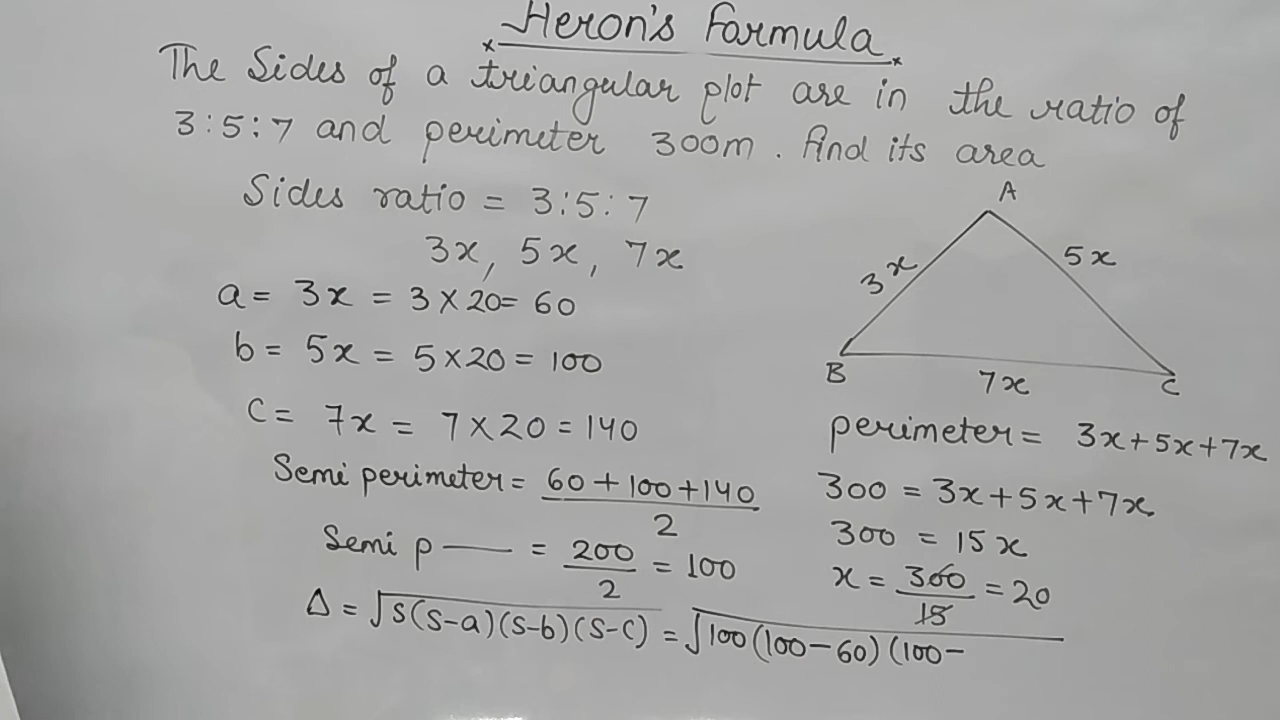 Heron's Formula
The Sides of a triangular plot are in the ratio of
3:5:7 and perimeter 300m. find its area
Sides ratio = 3:5:7
3x, 5x, 7x
a = 3x = 3×20= 60
b = 5x = 5×20 = 100
C = 7x = 7×20 = 140
Semi perimeter = 60+100+140/2
Semi p — = 200/2 = 100
Δ = √S(S-a)(S-b)(S-C) = √100(100-60)(100-
A
3x
5x
B
7x
C
perimeter = 3x+5x+7x
300 = 3x+5x+7x
300 = 15x
x = 300/15 = 20